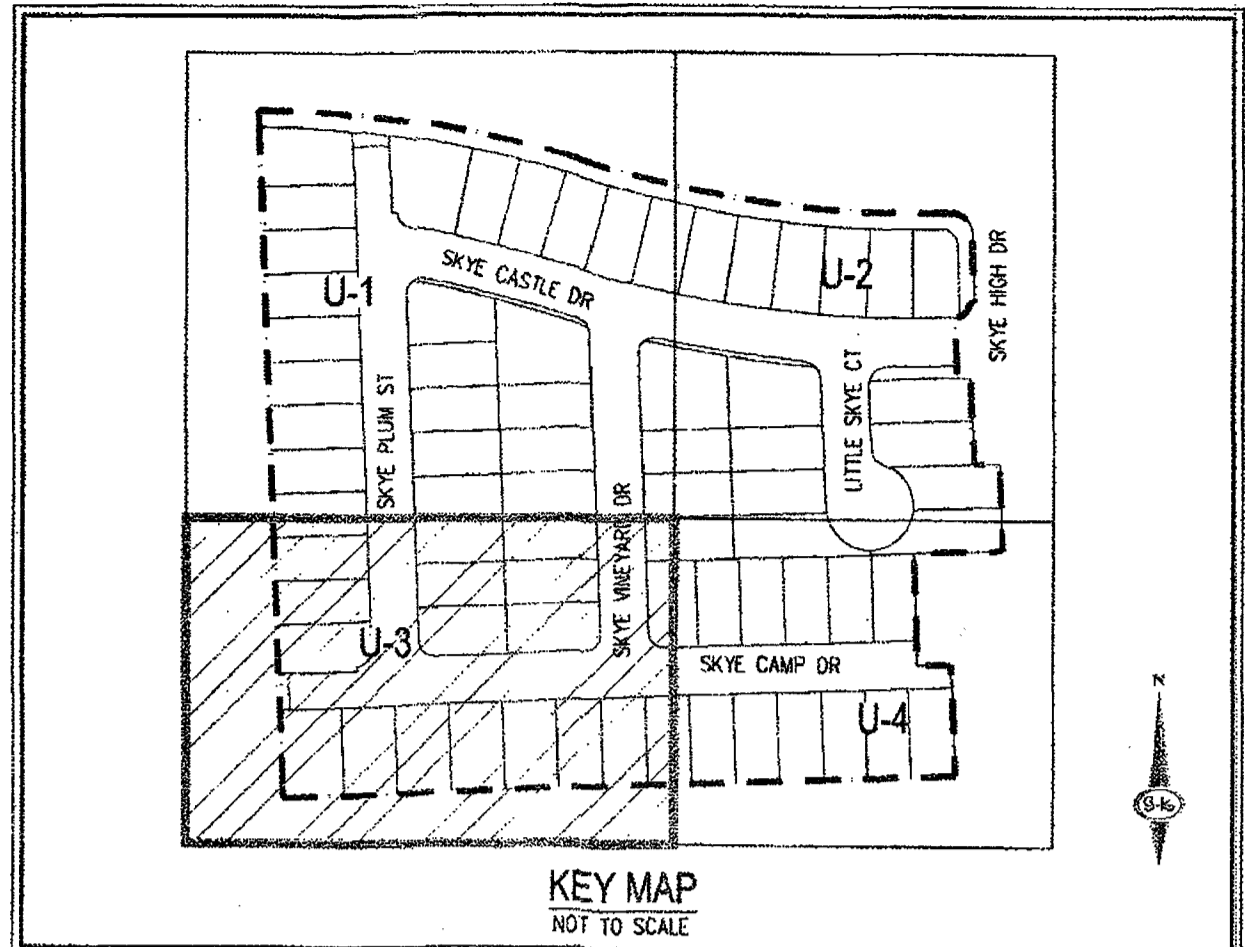 SKYE CASTLE DR
U-2
SKYE HIGH DR
U-1
SKYE PLUM ST
LITTLE SKYE CT
SKYE VINEYARD DR
U-3
SKYE CAMP DR
U-4
N
S-K
KEY MAP
NOT TO SCALE